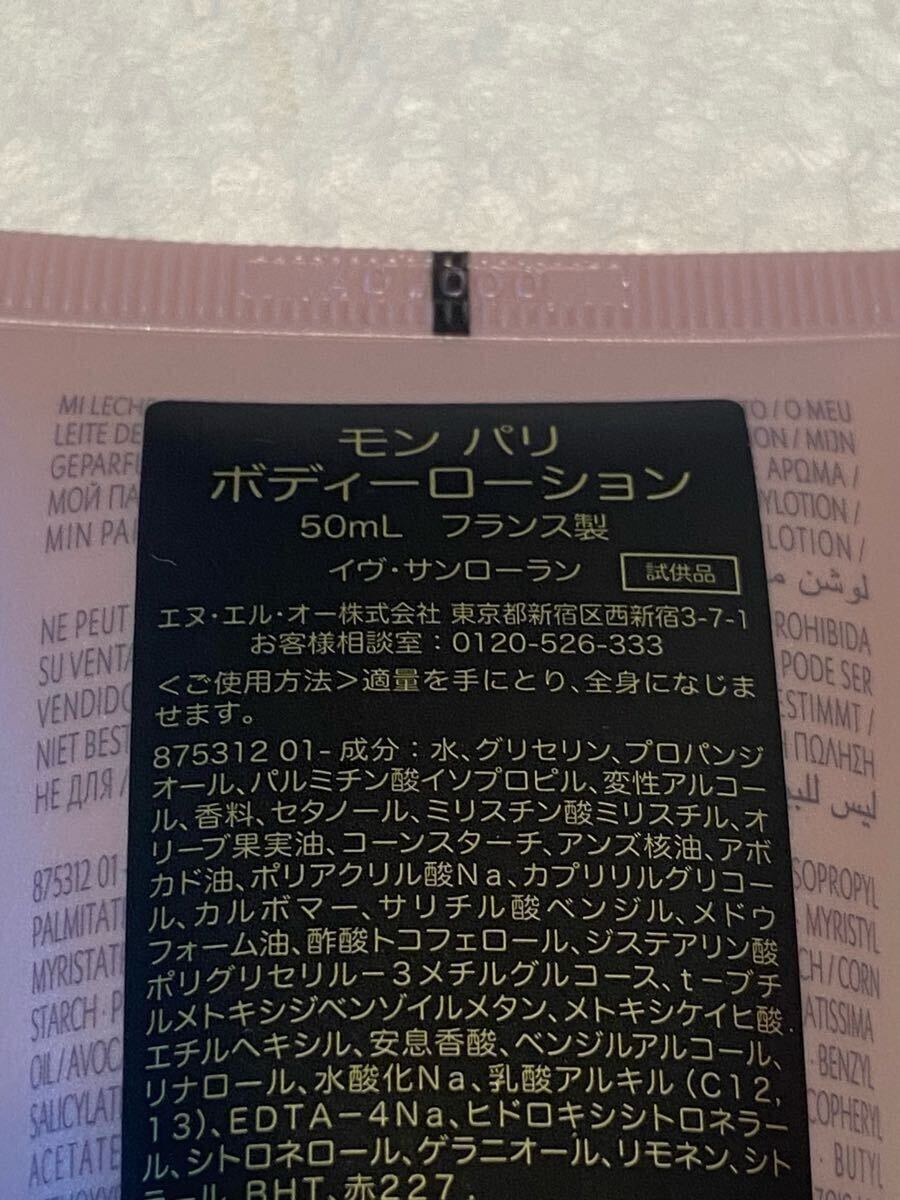 モン パリ
ボディーローション
50mL フランス製
イヴ・サンローラン 試供品
エヌ・エル・オー株式会社 東京都新宿区西新宿3-7-1
お客様相談室：0120-526-333
＜ご使用方法＞適量を手にとり、全身になじま
せます。
875312 01- 成分：水、グリセリン、プロパンジ
オール、パルミチン酸イソプロピル、変性アルコー
ル、香料、セタノール、ミリスチン酸ミリスチル、オ
リーブ果実油、コーンスターチ、アンズ核油、アボ
カド油、ポリアクリル酸Na、カプリリルグリコー
ル、カルボマー、サリチル酸ベンジル、メドウ
フォーム油、酢酸トコフェロール、ジステアリン酸
ポリグリセリル－３メチルグルコース、t－ブチ
ルメトキシジベンゾイルメタン、メトキシケイヒ酸
エチルヘキシル、安息香酸、ベンジルアルコール、
リナロール、水酸化Na、乳酸アルキル（C12,
13)、EDTA－4Na、ヒドロキシシトロネラー
ル、シトロネロール、ゲラニオール、リモネン、シト
ラール、BHT、赤227,
MI LECHE
LEITE DE
GEPARFU
МОЙ ПА
MIN PA
NE PEUT
SU VENTA
VENDIDO
NIET BEST
НЕ ДЛЯ /
875312 01
PALMITAT
MYRISTAT
STARCH · P
OIL / AVOC
SALICYLAT
ACETATE
TO / O MEU
ON / MIJN
ΑΡΩΜΑ /
YLOTION /
LOTION /
لوشن
ROHIBIDA
PODE SER
ESTIMMT /
ΠΩΛΗΣΗ
ليس للبي
SOPROPYL
MYRISTYL
CH / CORN
ATISSIMA
· BENZYL
COPHERYL
· BUTYL